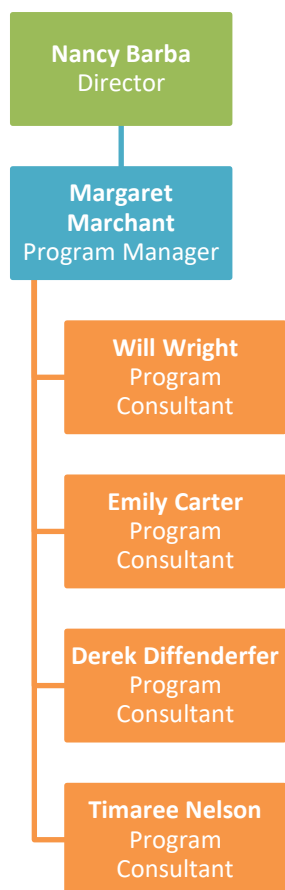 Nancy Barba
Director
Margaret
Marchant
Program Manager
Will Wright
Program
Consultant
Emily Carter
Program
Consultant
Derek Diffenderfer
Program
Consultant
Timaree Nelson
Program
Consultant